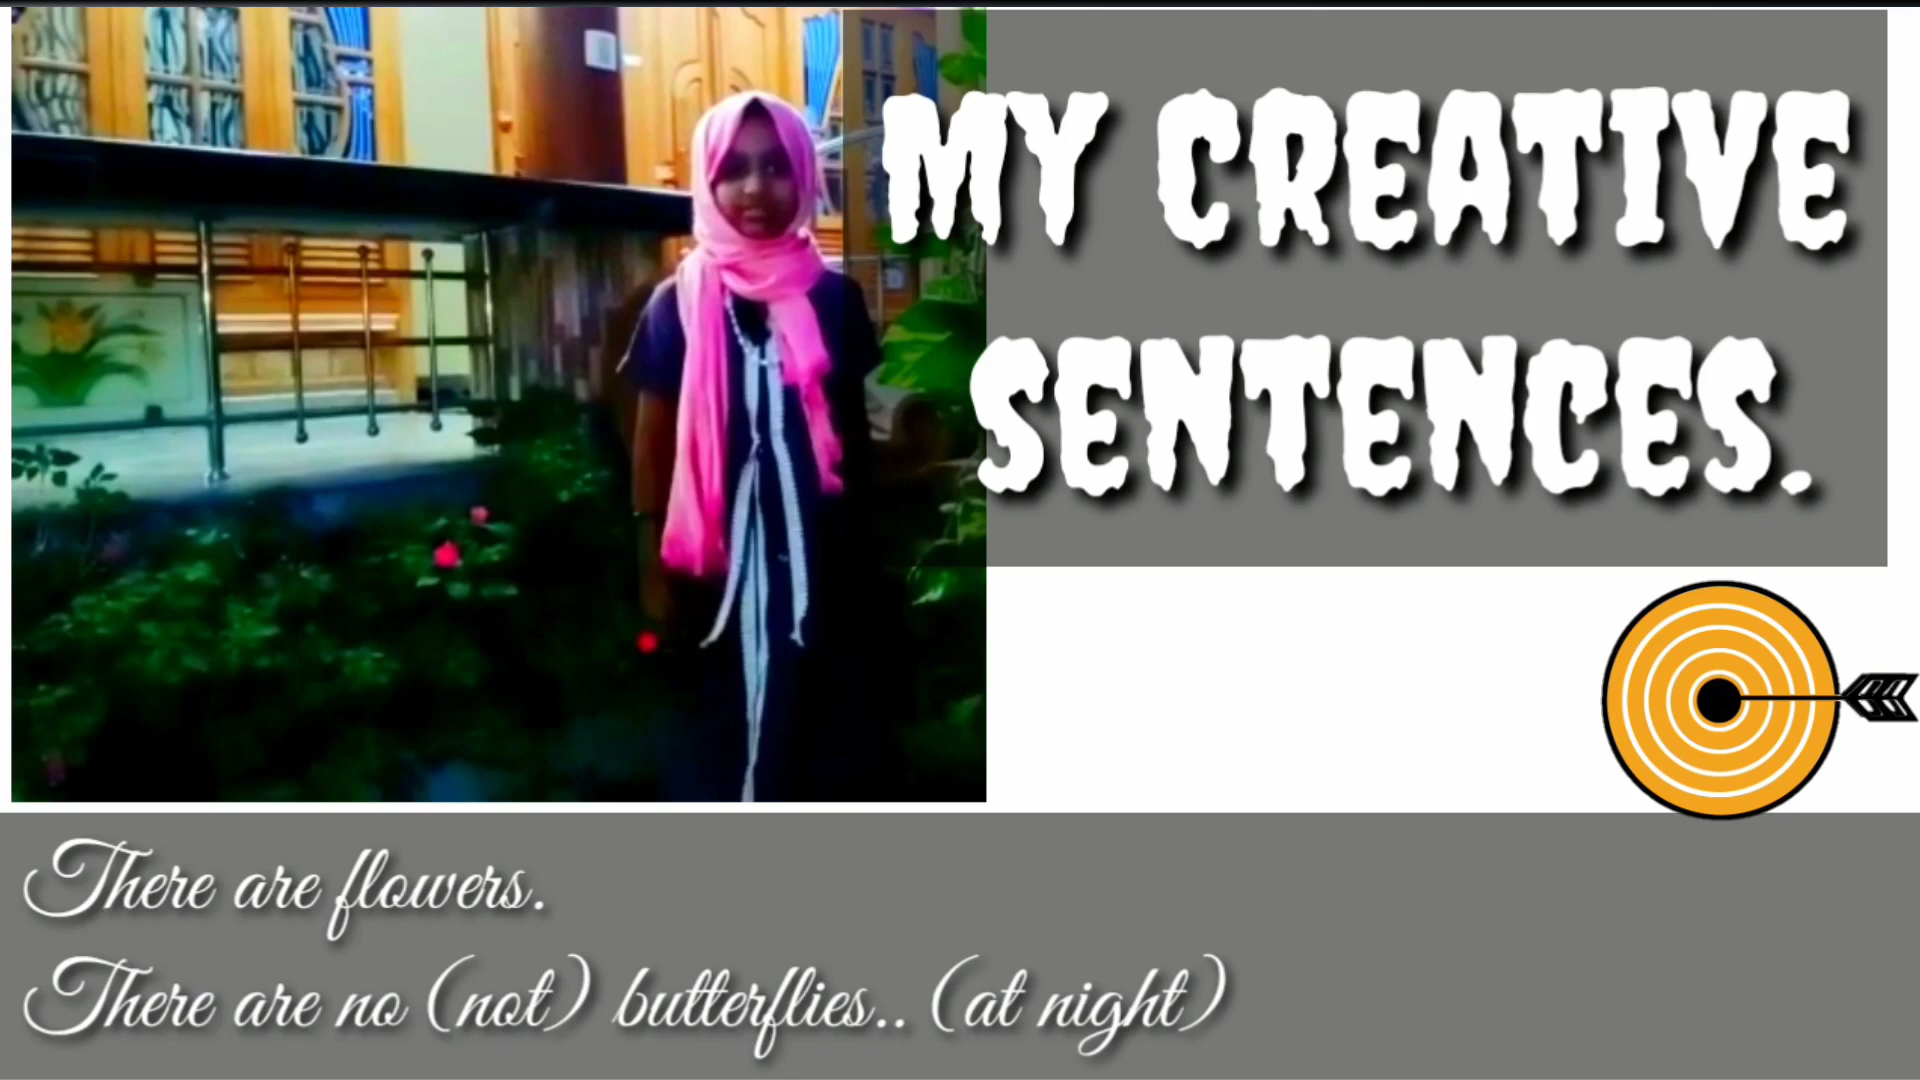 MY CREATIVE
SENTENCES.
There are flowers.
There are no (not) butterflies.. (at night)